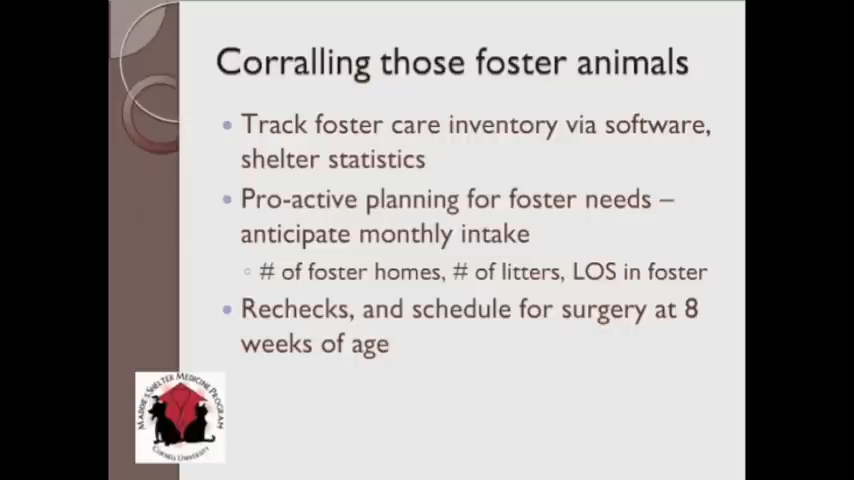 Corralling those foster animals
• Track foster care inventory via software,
shelter statistics
• Pro-active planning for foster needs –
anticipate monthly intake
◦ # of foster homes, # of litters, LOS in foster
• Rechecks, and schedule for surgery at 8
weeks of age
MADDIE'S SHELTER MEDICINE PROGRAM
CORNELL UNIVERSITY